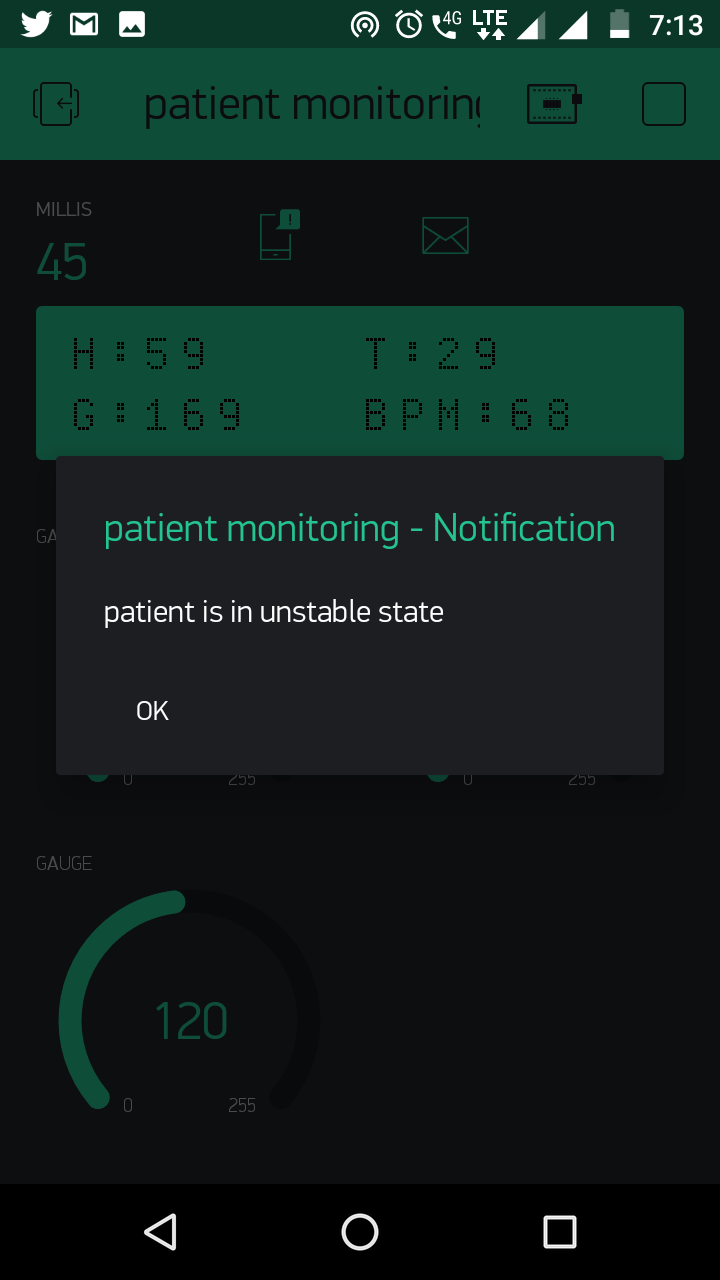 4G LTE 7:13
patient monitoring
MILLIS
45
H:59 T:29
G:169 BPM:68
GA
patient monitoring - Notification
patient is in unstable state
OK
0 255 0 255
GAUGE
120
0 255